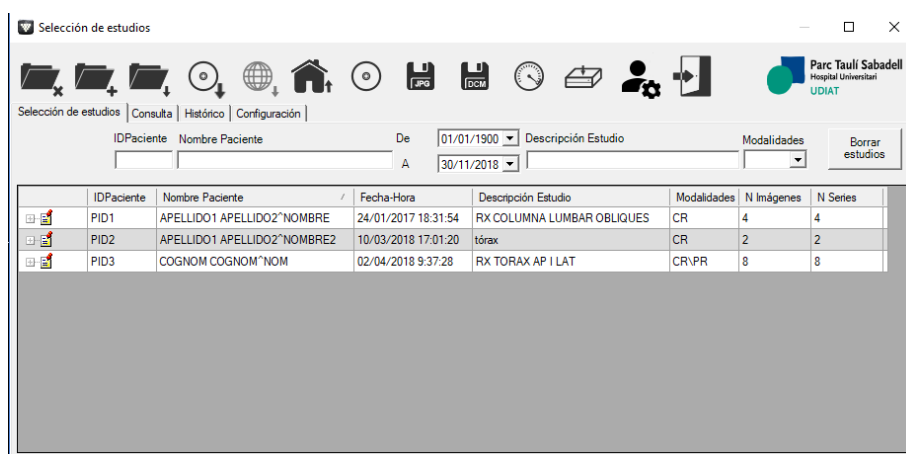 Selección de estudios
JPG DCM
Parc Taulí Sabadell
Hospital Universitari
UDIAT
Selección de estudios Consulta Histórico Configuración
IDPaciente Nombre Paciente De 01/01/1900 Descripción Estudio Modalidades Borrar estudios
A 30/11/2018
IDPaciente Nombre Paciente / Fecha-Hora Descripción Estudio Modalidades N Imágenes N Series
PID1 APELLIDO1 APELLIDO2^NOMBRE 24/01/2017 18:31:54 RX COLUMNA LUMBAR OBLIQUES CR 4 4
PID2 APELLIDO1 APELLIDO2^NOMBRE2 10/03/2018 17:01:20 tórax CR 2 2
PID3 COGNOM COGNOM^NOM 02/04/2018 9:37:28 RX TORAX AP I LAT CR\PR 8 8